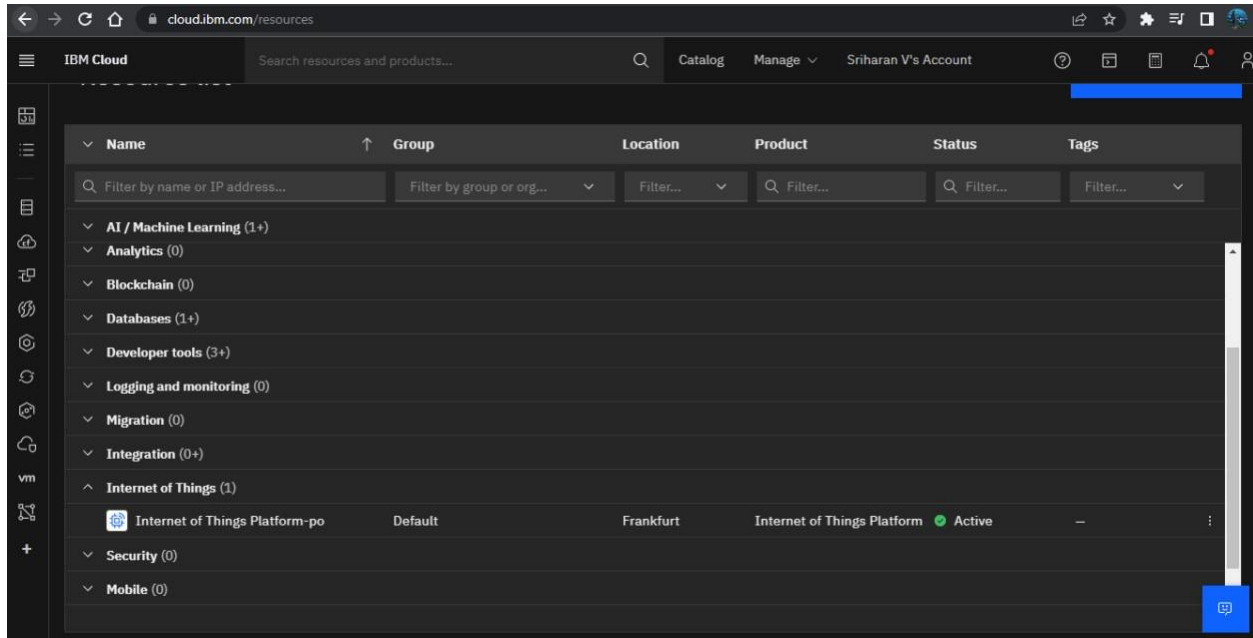 cloud.ibm.com/resources
IBM Cloud Search resources and products... Catalog Manage Sriharan V's Account
Resource list
Name Group Location Product Status Tags
Filter by name or IP address... Filter by group or org... Filter... Filter... Filter... Filter...
AI / Machine Learning (1+)
Analytics (0)
Blockchain (0)
Databases (1+)
Developer tools (3+)
Logging and monitoring (0)
Migration (0)
Integration (0+)
vm
Internet of Things (1)
Internet of Things Platform-po Default Frankfurt Internet of Things Platform Active –
Security (0)
Mobile (0)